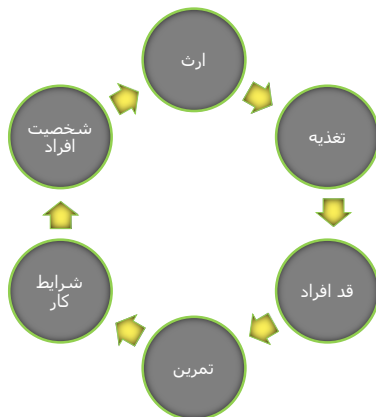 ارث
تغذیه
قد افراد
تمرین
شرایط
کار
شخصیت
افراد